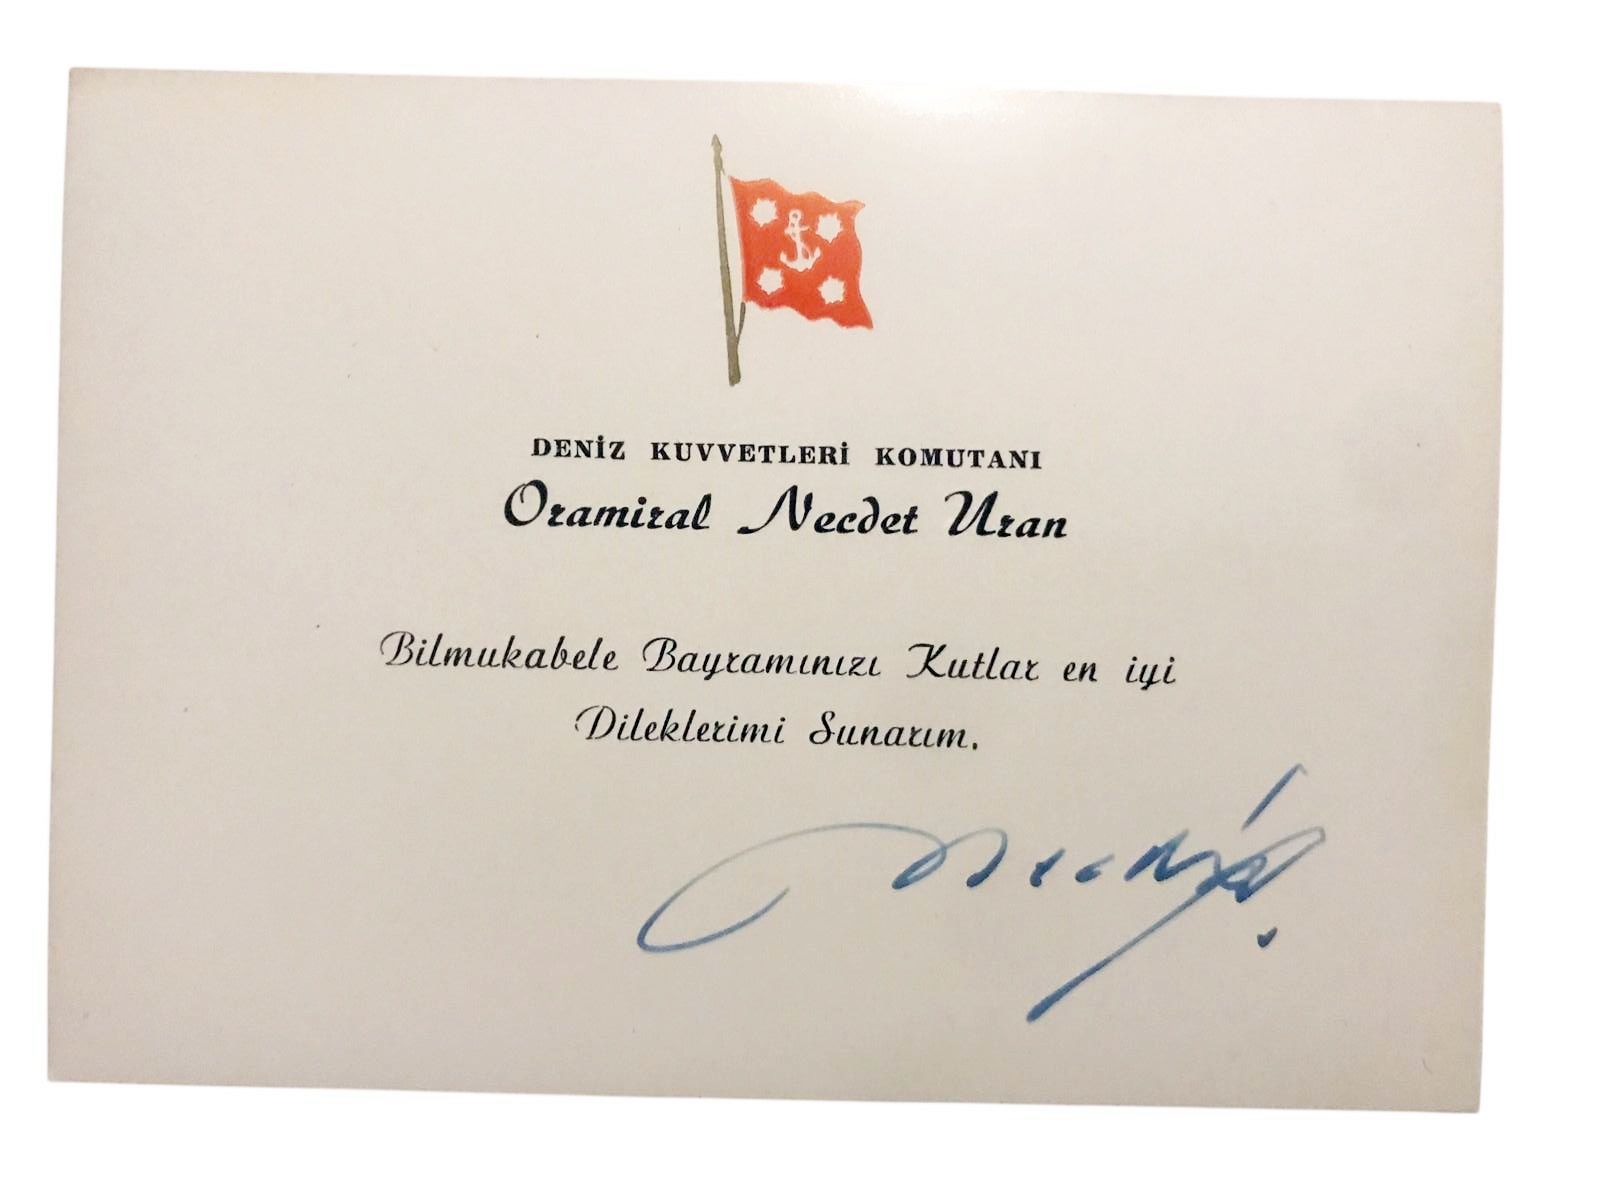 DENİZ KUVVETLERİ KOMUTANI
Oramiral Necdet Uran
Bilmukabele Bayramınızı Kutlar en iyi
Dileklerimi Sunarım.